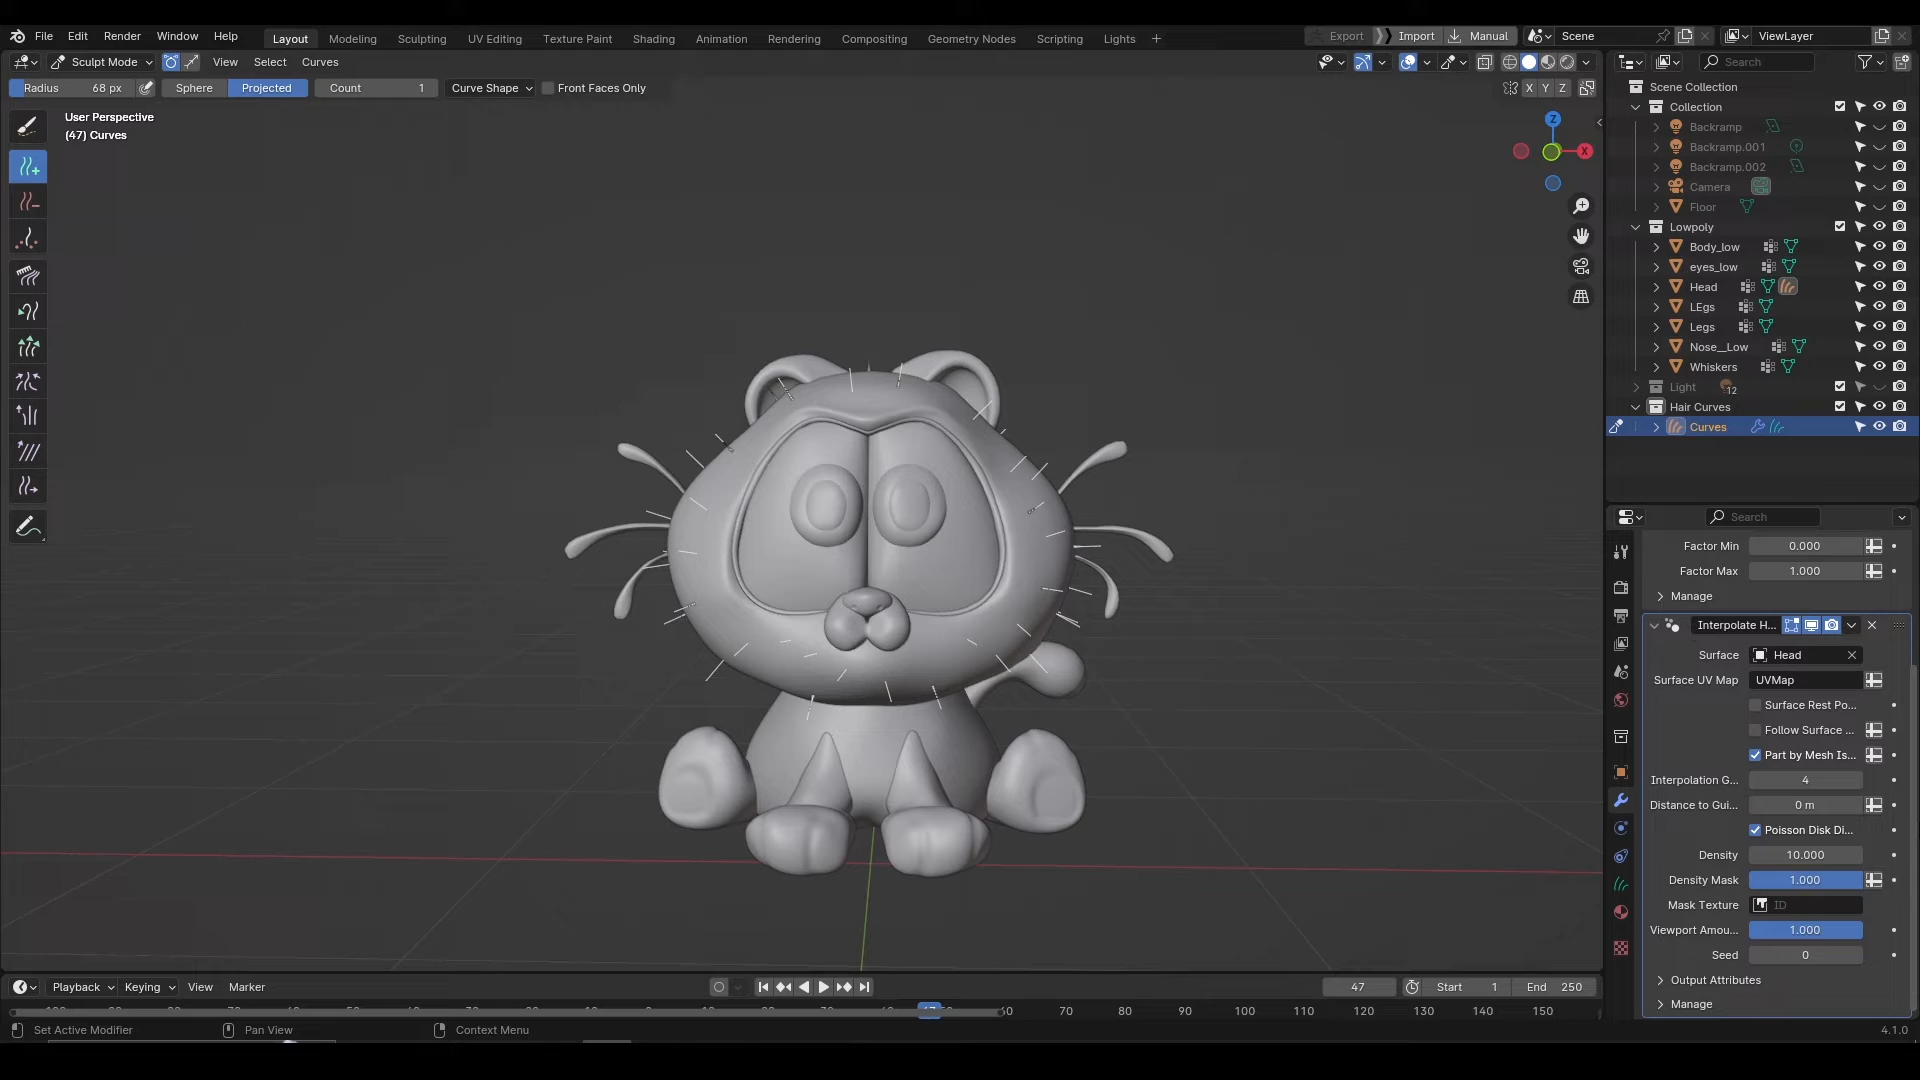 File Edit Render Window Help Layout Modeling Sculpting UV Editing Texture Paint Shading Animation Rendering Compositing Geometry Nodes Scripting Lights + Export Import Manual Scene ViewLayer
Sculpt Mode View Select Curves Search
Radius 68 px Sphere Projected Count 1 Curve Shape Front Faces Only X Y Z
User Perspective
(47) Curves
Z
X
Scene Collection
Collection
Backramp
Backramp.001
Backramp.002
Camera
Floor
Lowpoly
Body_low
eyes_low
Head
LEgs
Legs
Nose__Low
Whiskers
Light 12
Hair Curves
Curves
Search
Factor Min 0.000
Factor Max 1.000
Manage
Interpolate H...
Surface Head
Surface UV Map UVMap
Surface Rest Po...
Follow Surface ...
Part by Mesh Is...
Interpolation G... 4
Distance to Gui... 0 m
Poisson Disk Di...
Density 10.000
Density Mask 1.000
Mask Texture ID
Viewport Amou... 1.000
Seed 0
Output Attributes
Manage
Playback Keying View Marker 47 Start 1 End 250
70 80 90 100 110 120 130 140 150
Set Active Modifier Pan View Context Menu 4.1.0